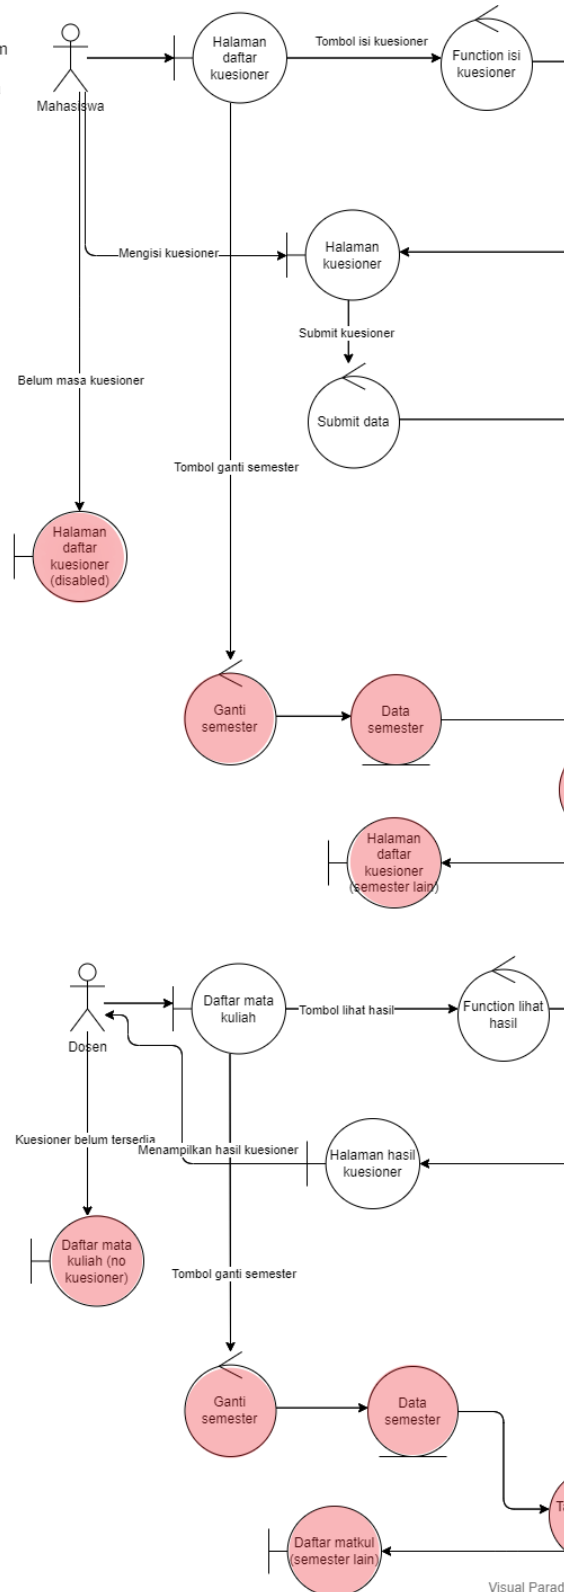 m
Mahasiswa
Halaman
daftar
kuesioner
Tombol isi kuesioner
Function isi
kuesioner
Mengisi kuesioner
Halaman
kuesioner
Submit kuesioner
Belum masa kuesioner
Submit data
Tombol ganti semester
Halaman
daftar
kuesioner
(disabled)
Ganti
semester
Data
semester
Halaman
daftar
kuesioner
(semester lain)
Dosen
Daftar mata
kuliah
Tombol lihat hasil
Function lihat
hasil
Kuesioner belum tersedia
Menampilkan hasil kuesioner
Halaman hasil
kuesioner
Daftar mata
kuliah (no
kuesioner)
Tombol ganti semester
Ganti
semester
Data
semester
Ta
Daftar matkul
(semester lain)
Visual Parad